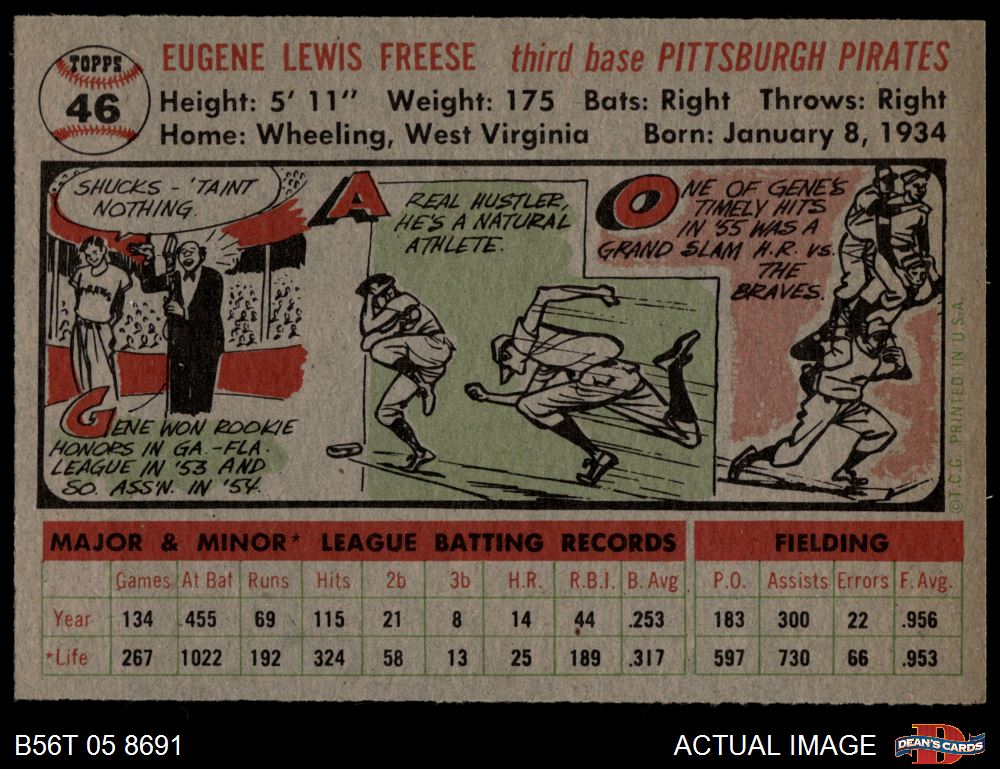 TOPPS
46
EUGENE LEWIS FREESE third base PITTSBURGH PIRATES
Height: 5' 11" Weight: 175 Bats: Right Throws: Right
Home: Wheeling, West Virginia Born: January 8, 1934
SHUCKS - 'TAINT
NOTHING.
PIRATES
GENE WON ROOKIE
HONORS IN GA.-FLA.
LEAGUE IN '53 AND
SO. ASS'N. IN '54.
A
REAL HUSTLER,
HE'S A NATURAL
ATHLETE.
ONE OF GENE'S
TIMELY HITS
IN '55 WAS A
GRAND SLAM H.R. vs.
THE
BRAVES.
©T.C.G. PRINTED IN U.S.A.
MAJOR & MINOR* LEAGUE BATTING RECORDS FIELDING
Games At Bat Runs Hits 2b 3b H.R. R.B.I. B. Avg P.O. Assists Errors F. Avg.
Year 134 455 69 115 21 8 14 44 .253 183 300 22 .956
*Life 267 1022 192 324 58 13 25 189 .317 597 730 66 .953
B56T 05 8691 ACTUAL IMAGE DEAN'S CARDS